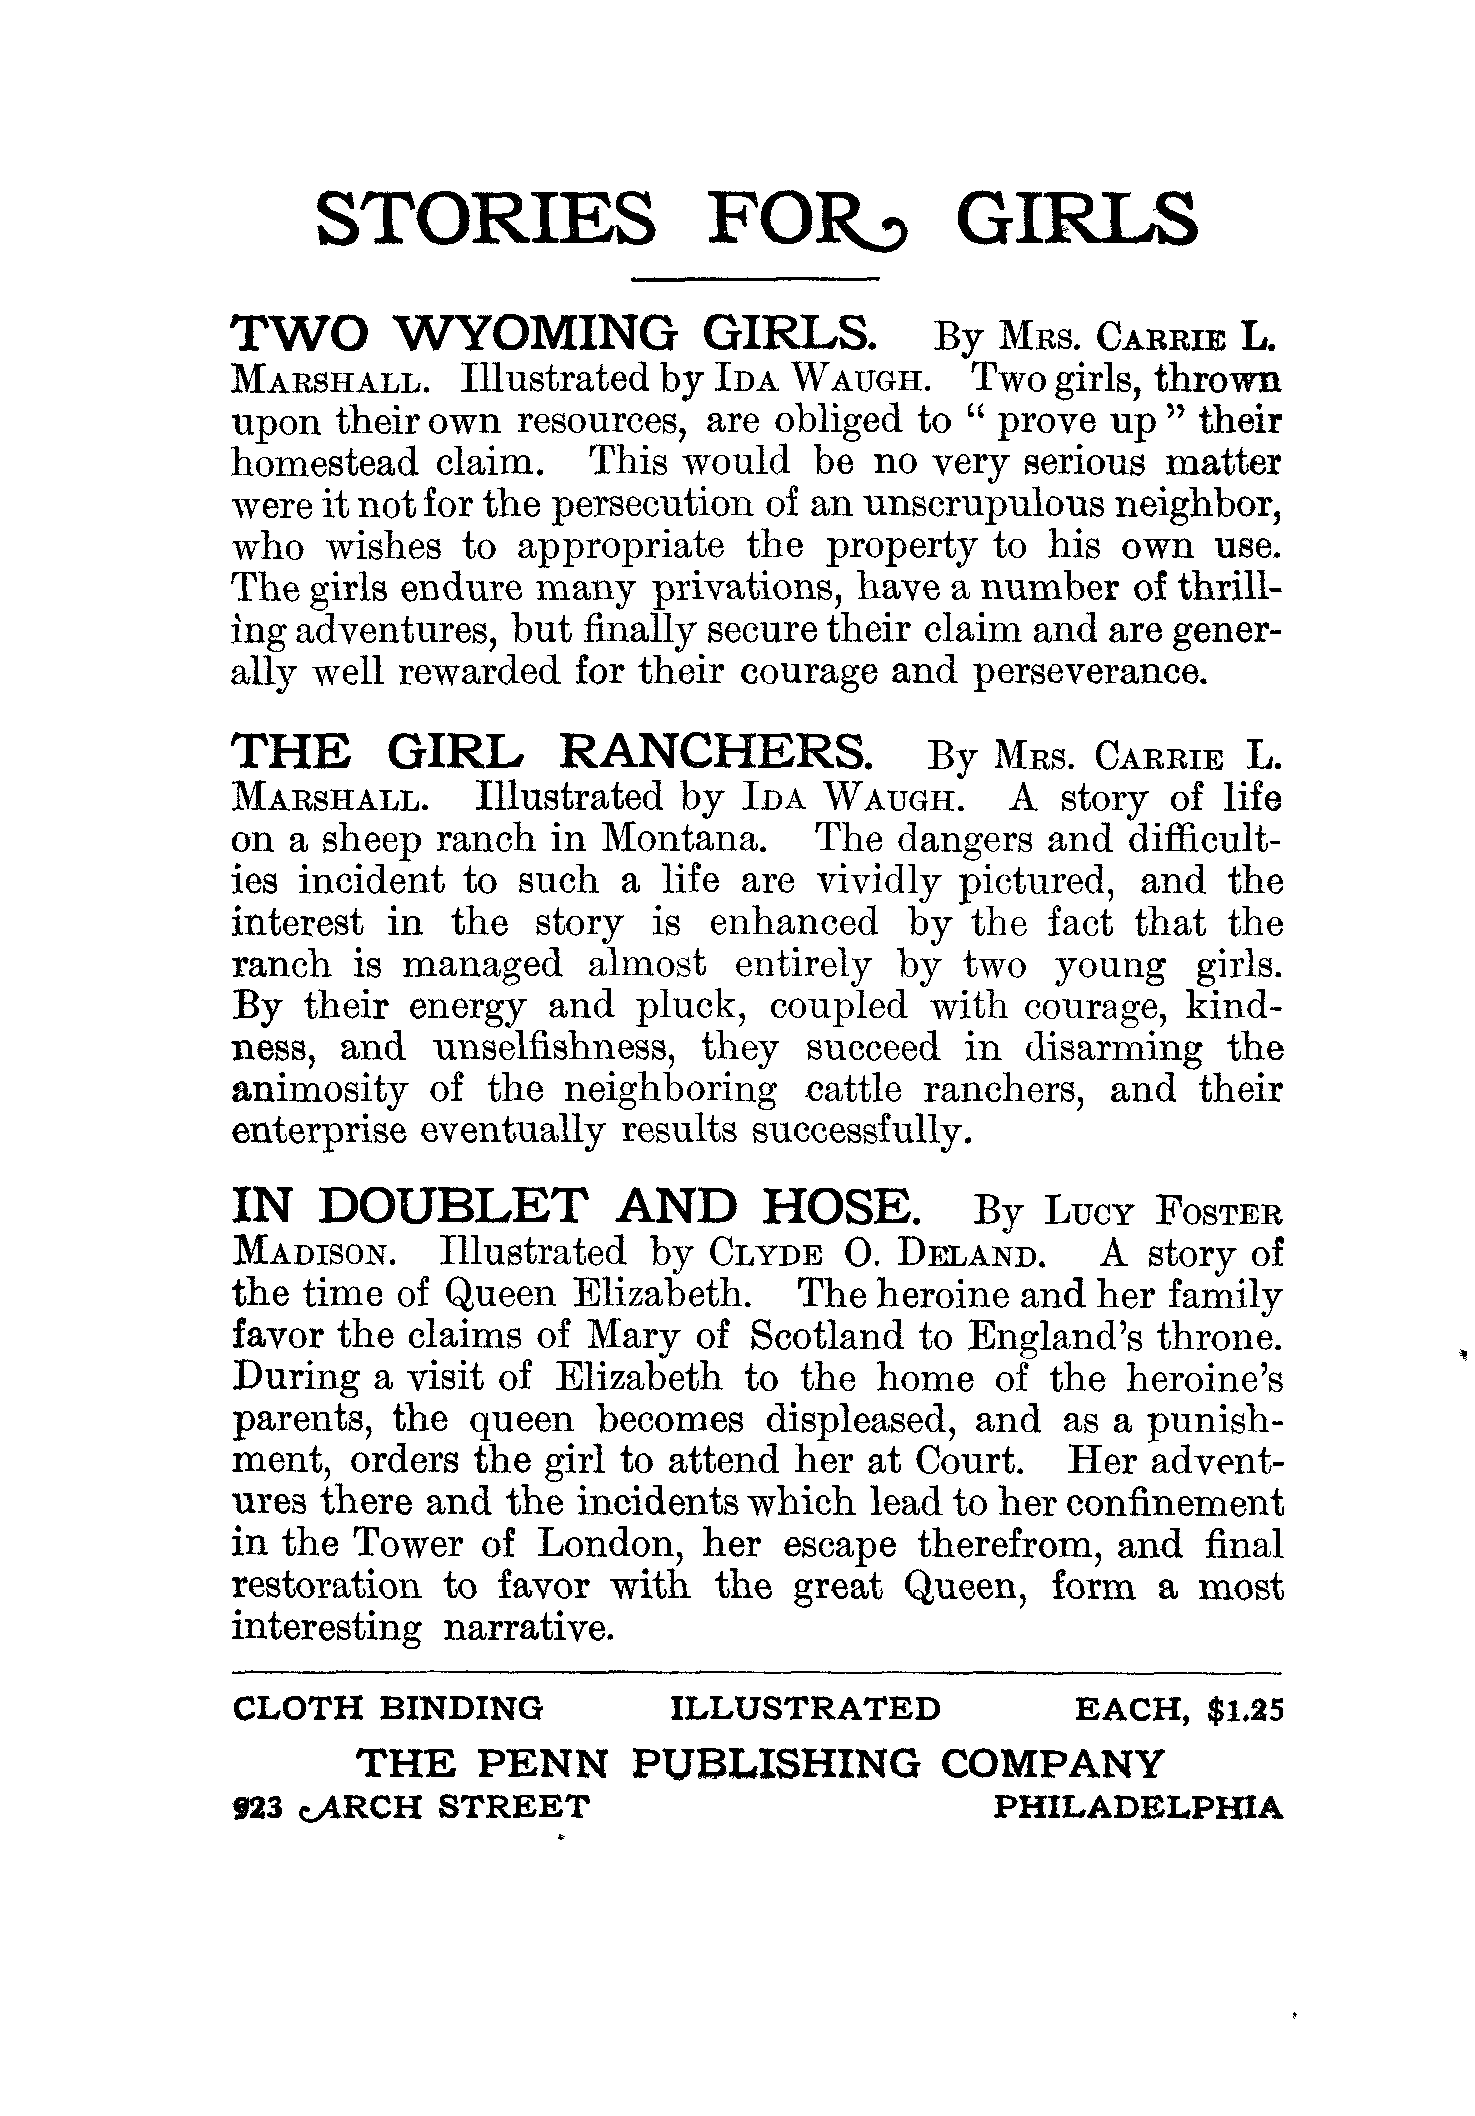 STORIES FOR GIRLS
TWO WYOMING GIRLS. By MRS. CARRIE L.
MARSHALL. Illustrated by IDA WAUGH. Two girls, thrown
upon their own resources, are obliged to “ prove up ” their
homestead claim. This would be no very serious matter
were it not for the persecution of an unscrupulous neighbor,
who wishes to appropriate the property to his own use.
The girls endure many privations, have a number of thrill-
ing adventures, but finally secure their claim and are gener-
ally well rewarded for their courage and perseverance.
THE GIRL RANCHERS. By MRS. CARRIE L.
MARSHALL. Illustrated by IDA WAUGH. A story of life
on a sheep ranch in Montana. The dangers and difficult-
ies incident to such a life are vividly pictured, and the
interest in the story is enhanced by the fact that the
ranch is managed almost entirely by two young girls.
By their energy and pluck, coupled with courage, kind-
ness, and unselfishness, they succeed in disarming the
animosity of the neighboring cattle ranchers, and their
enterprise eventually results successfully.
IN DOUBLET AND HOSE. By LUCY FOSTER
MADISON. Illustrated by CLYDE O. DELAND. A story of
the time of Queen Elizabeth. The heroine and her family
favor the claims of Mary of Scotland to England’s throne.
During a visit of Elizabeth to the home of the heroine’s
parents, the queen becomes displeased, and as a punish-
ment, orders the girl to attend her at Court. Her advent-
ures there and the incidents which lead to her confinement
in the Tower of London, her escape therefrom, and final
restoration to favor with the great Queen, form a most
interesting narrative.
CLOTH BINDING ILLUSTRATED EACH, $1.25
THE PENN PUBLISHING COMPANY
923 ARCH STREET PHILADELPHIA